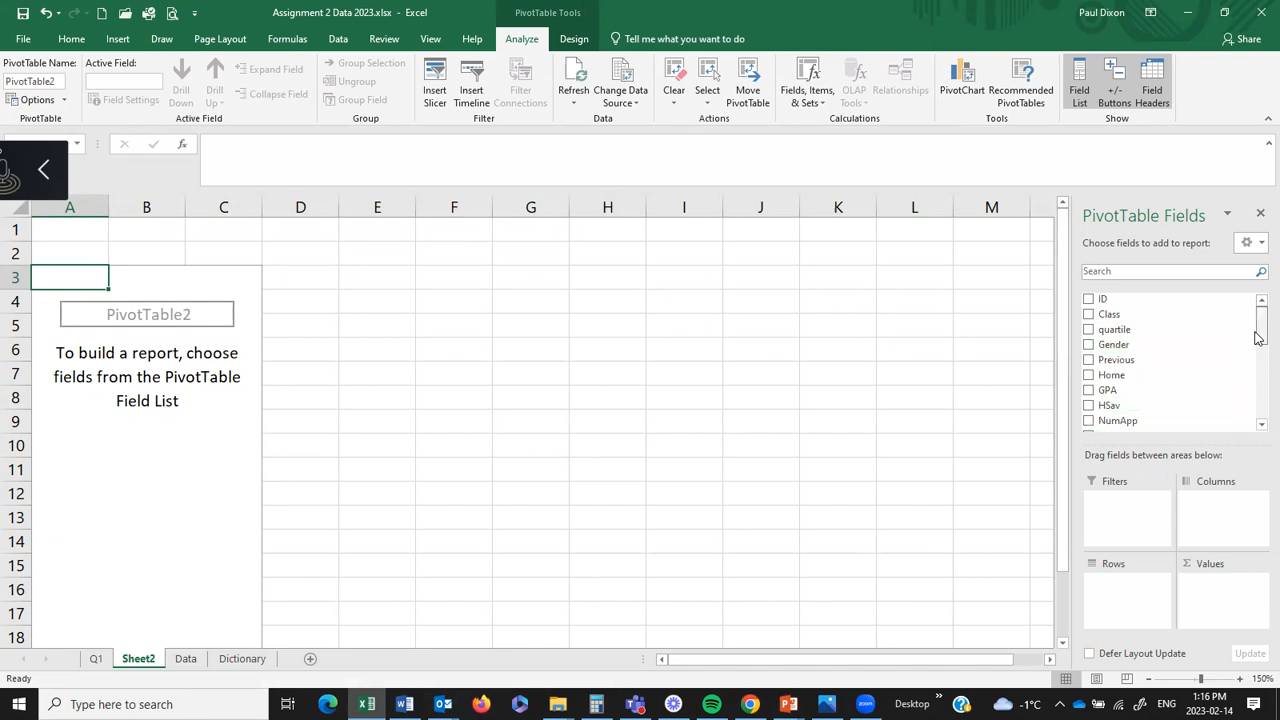 Assignment 2 Data 2023.xlsx - Excel
PivotTable Tools
Paul Dixon
File Home Insert Draw Page Layout Formulas Data Review View Help Analyze Design Tell me what you want to do Share
PivotTable Name:
PivotTable2
Options
PivotTable
Active Field:
Field Settings
Drill Down
Drill Up
Expand Field
Collapse Field
Active Field
Group Selection
Ungroup
Group Field
Group
Insert Slicer
Insert Timeline
Filter Connections
Filter
Refresh
Change Data Source
Data
Clear
Select
Move PivotTable
Actions
Fields, Items, & Sets
OLAP Tools
Relationships
Calculations
PivotChart
Recommended PivotTables
Tools
Field List
+/- Buttons
Field Headers
Show
fx
A B C D E F G H I J K L M
1
2
3
4
5
6
7
8
9
10
11
12
13
14
15
16
17
18
PivotTable2
To build a report, choose
fields from the PivotTable
Field List
PivotTable Fields
Choose fields to add to report:
Search
ID
Class
quartile
Gender
Previous
Home
GPA
HSav
NumApp
Drag fields between areas below:
Filters
Columns
Rows
Σ Values
Defer Layout Update
Update
Q1 Sheet2 Data Dictionary
Ready
150%
Type here to search
Desktop
-1°C
ENG
1:16 PM
2023-02-14